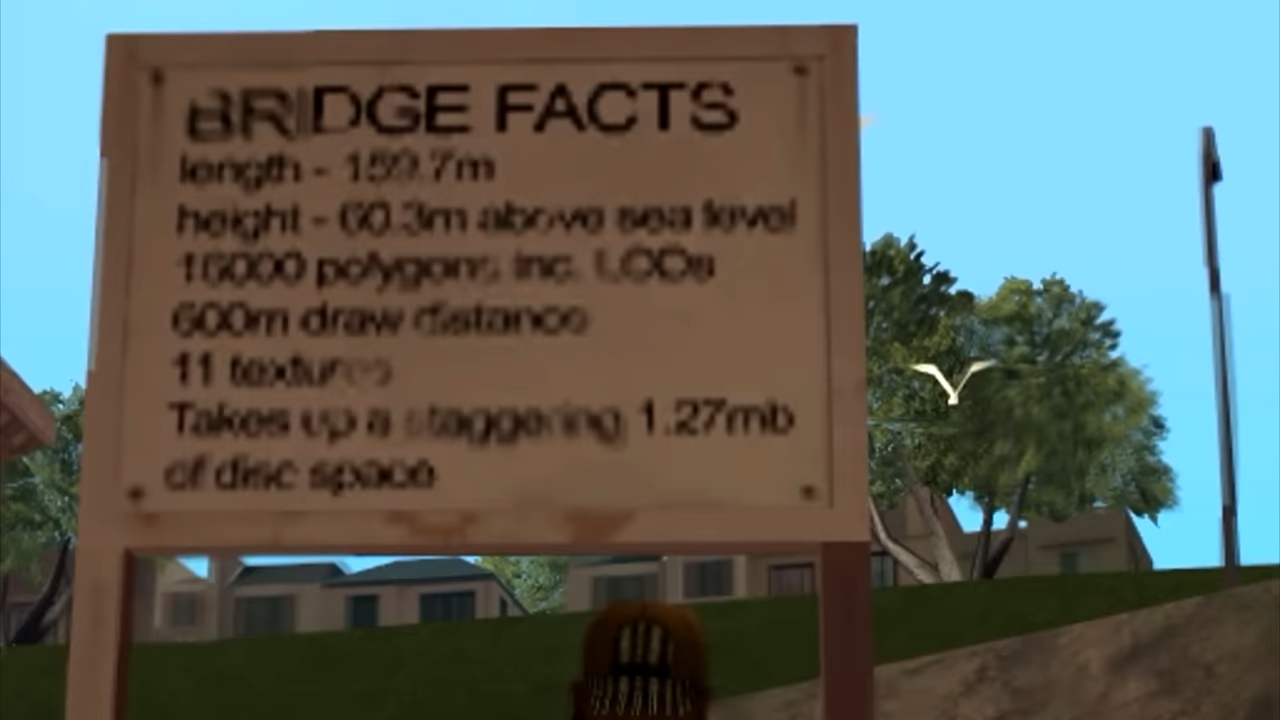 BRIDGE FACTS
length - 159.7m
height - 60.3m above sea level
16000 polygons inc. LODs
600m draw distance
11 textures
Takes up a staggering 1.27mb
of disc space